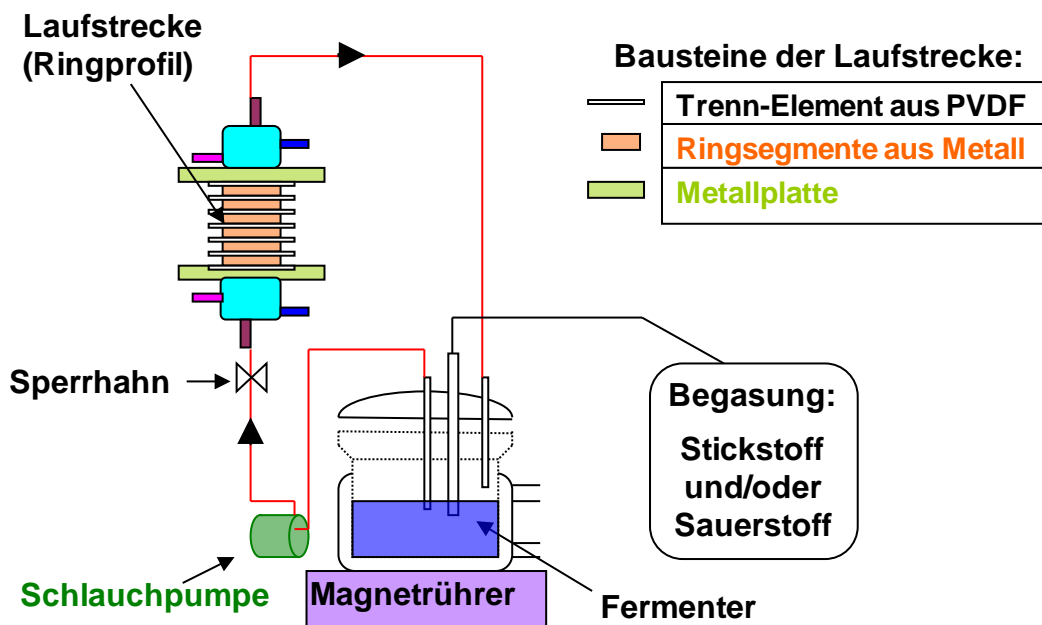 Laufstrecke
(Ringprofil)
Bausteine der Laufstrecke:
Trenn-Element aus PVDF
Ringsegmente aus Metall
Metallplatte
Sperrhahn
Begasung:
Stickstoff
und/oder
Sauerstoff
Schlauchpumpe
Magnetrührer
Fermenter